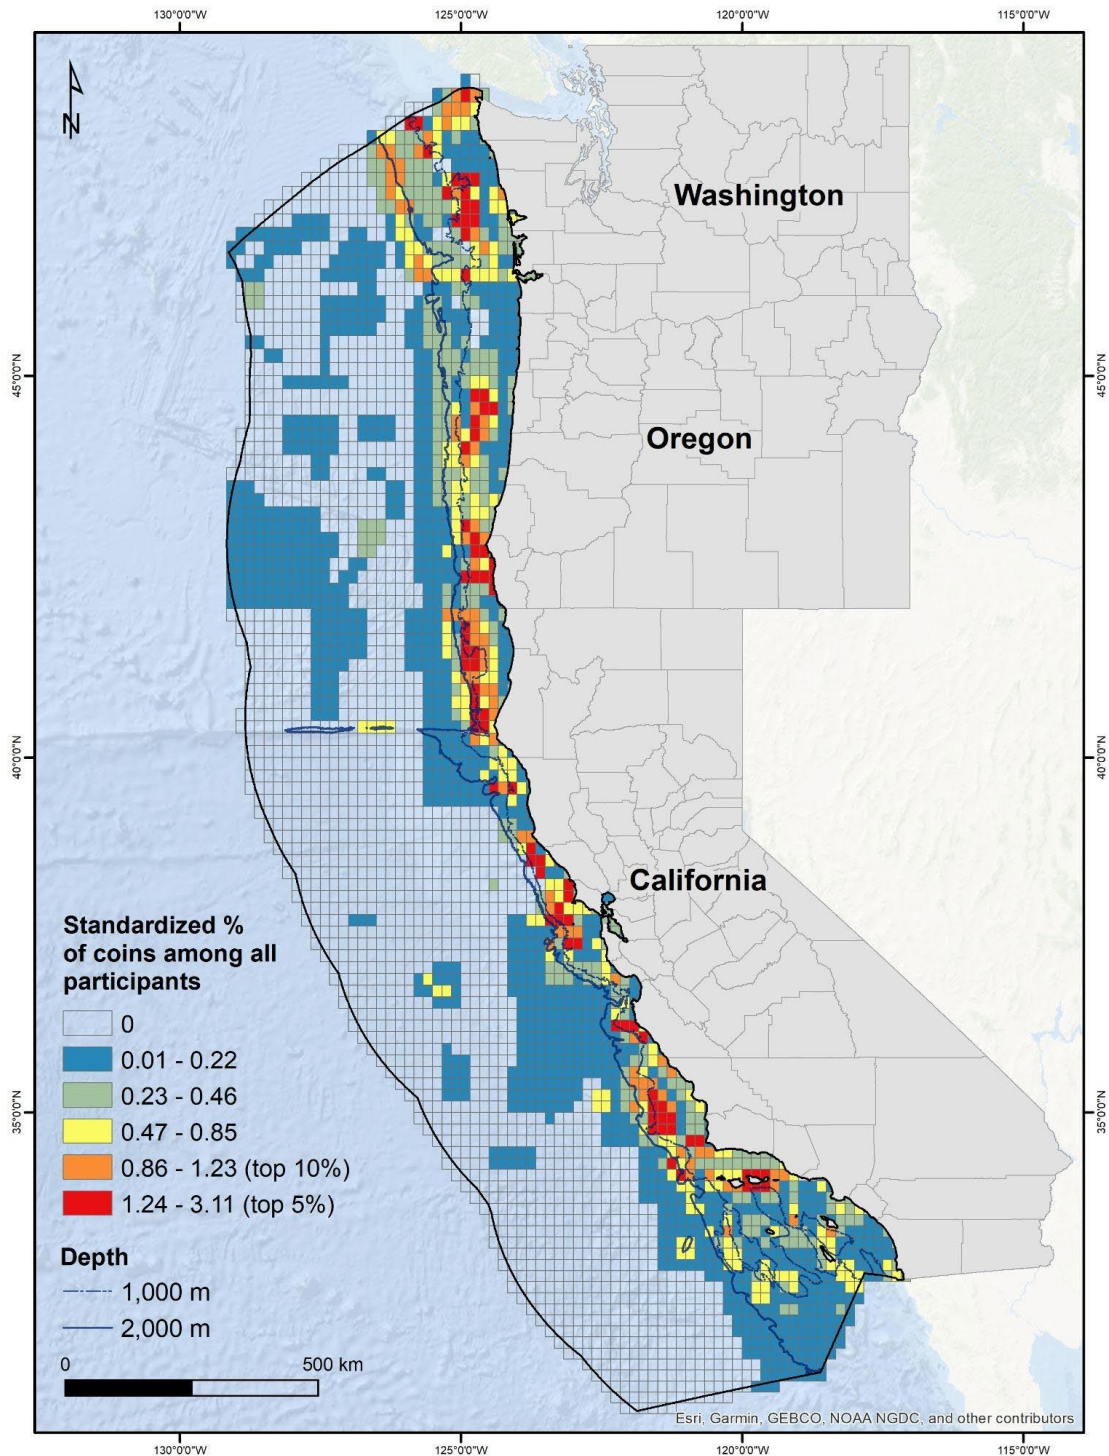 130°0'0"W
125°0'0"W
120°0'0"W
115°0'0"W
N
Washington
45°0'0"N
45°0'0"N
Oregon
40°0'0"N
40°0'0"N
California
Standardized %
of coins among all
participants
0
0.01 - 0.22
0.23 - 0.46
0.47 - 0.85
0.86 - 1.23 (top 10%)
1.24 - 3.11 (top 5%)
35°0'0"N
35°0'0"N
Depth
1,000 m
2,000 m
0
500 km
Esri, Garmin, GEBCO, NOAA NGDC, and other contributors
130°0'0"W
125°0'0"W
120°0'0"W
115°0'0"W